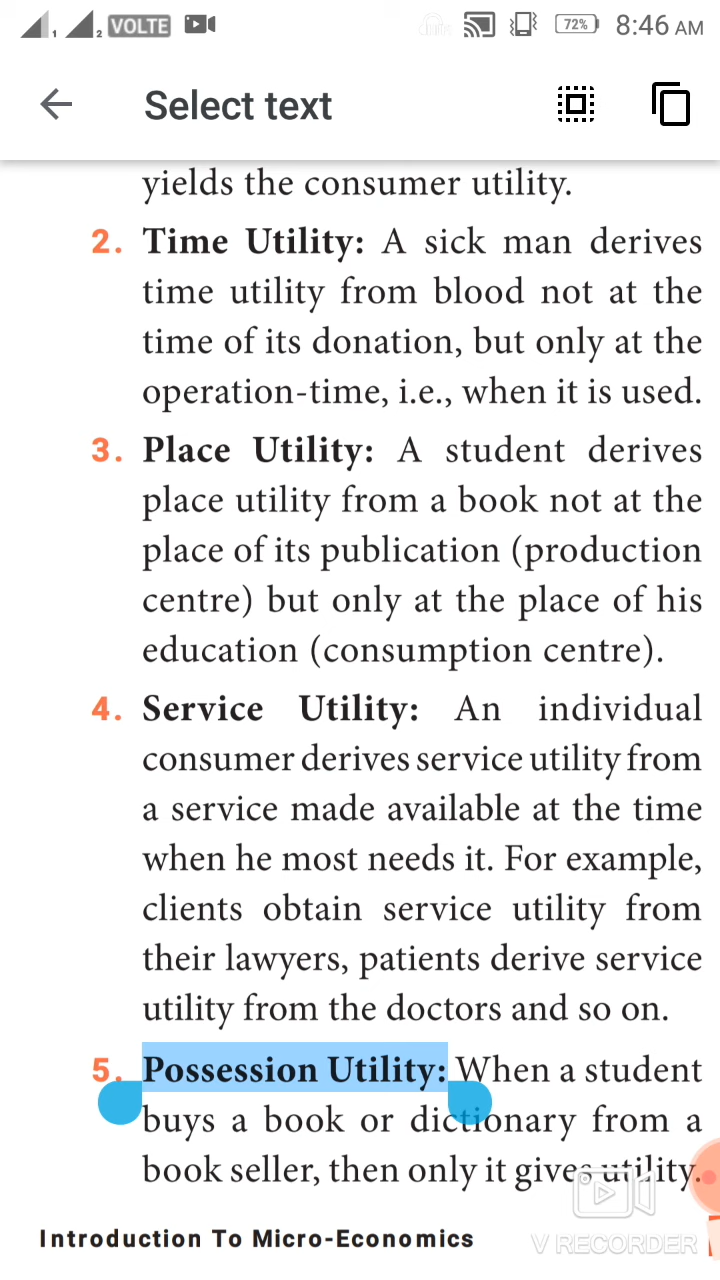 1 2 VOLTE 72% 8:46 AM
Select text
yields the consumer utility.
2. Time Utility: A sick man derives
time utility from blood not at the
time of its donation, but only at the
operation-time, i.e., when it is used.
3. Place Utility: A student derives
place utility from a book not at the
place of its publication (production
centre) but only at the place of his
education (consumption centre).
4. Service Utility: An individual
consumer derives service utility from
a service made available at the time
when he most needs it. For example,
clients obtain service utility from
their lawyers, patients derive service
utility from the doctors and so on.
5. Possession Utility: When a student
buys a book or dictionary from a
book seller, then only it gives utility.
Introduction To Micro-Economics
V RECORDER